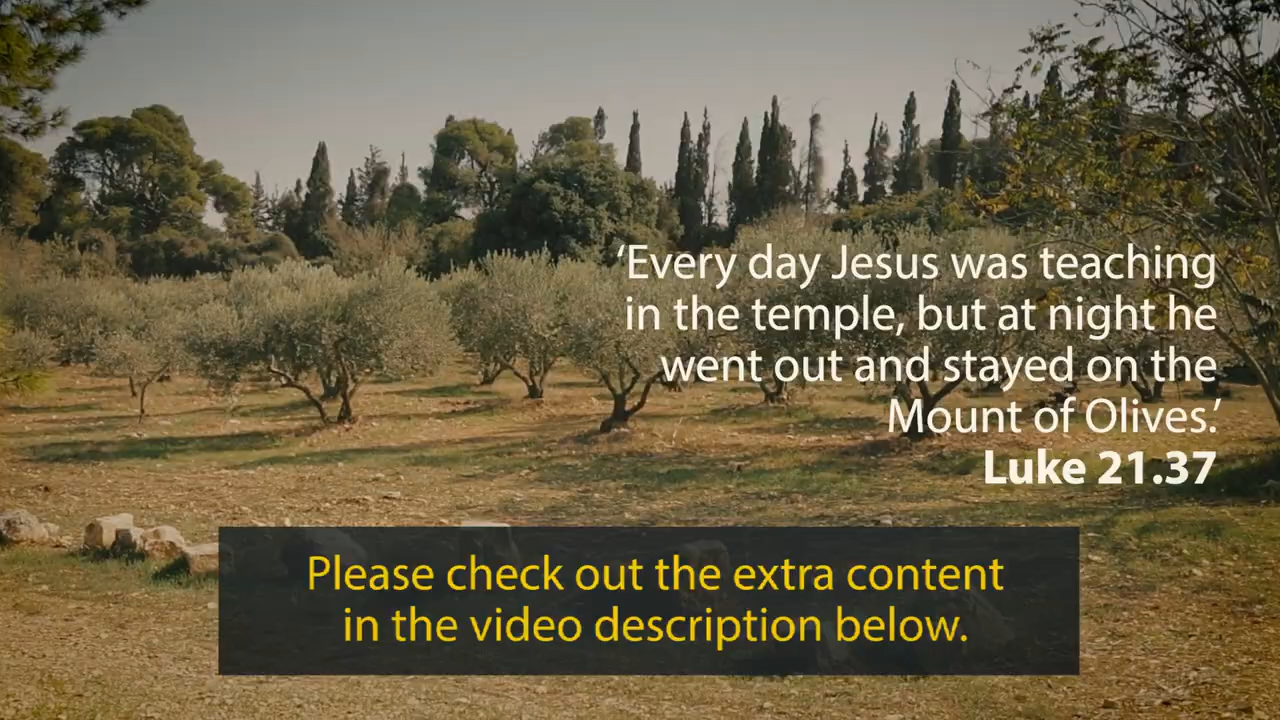 ‘Every day Jesus was teaching
in the temple, but at night he
went out and stayed on the
Mount of Olives.’
Luke 21.37
Please check out the extra content
in the video description below.